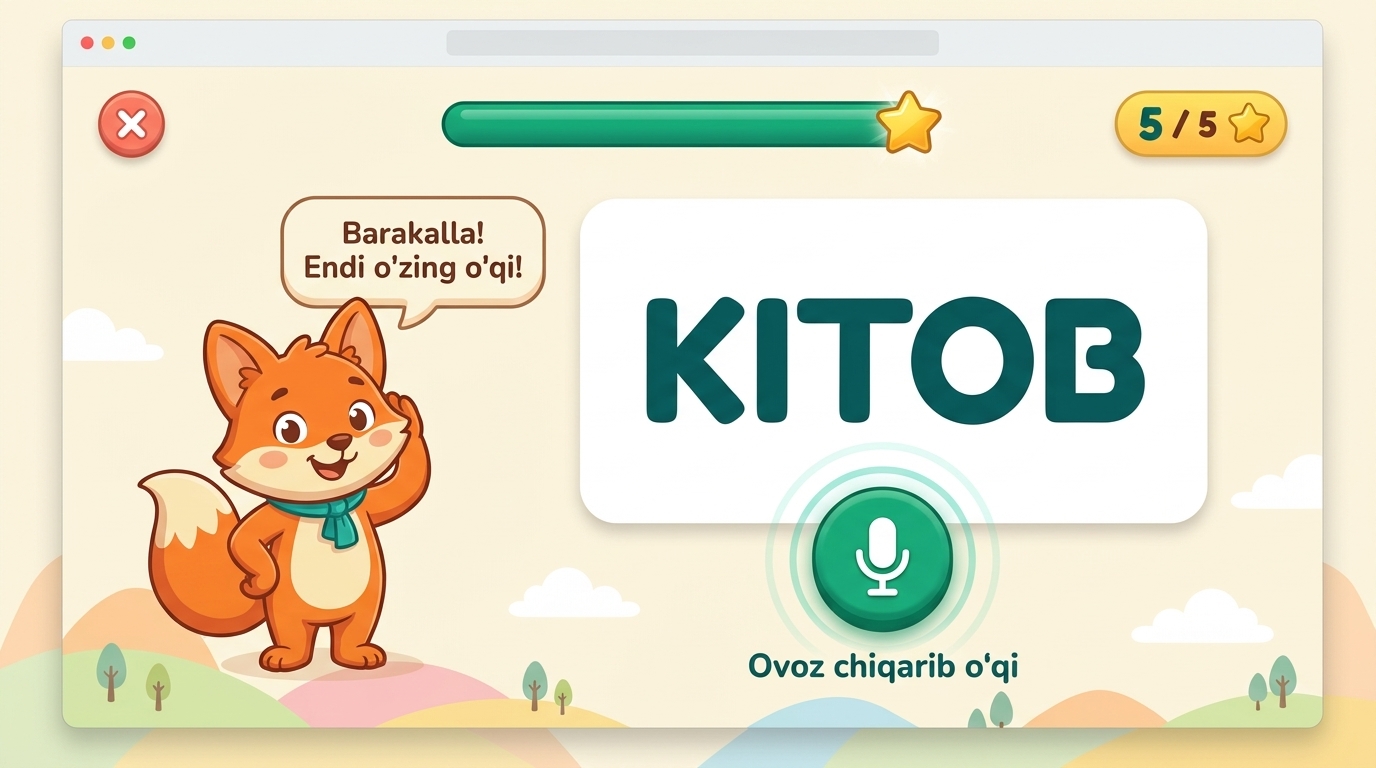 5 / 5
Barakalla!
Endi o'zing o'qi!
KITOB
Ovoz chiqarib o‘qi